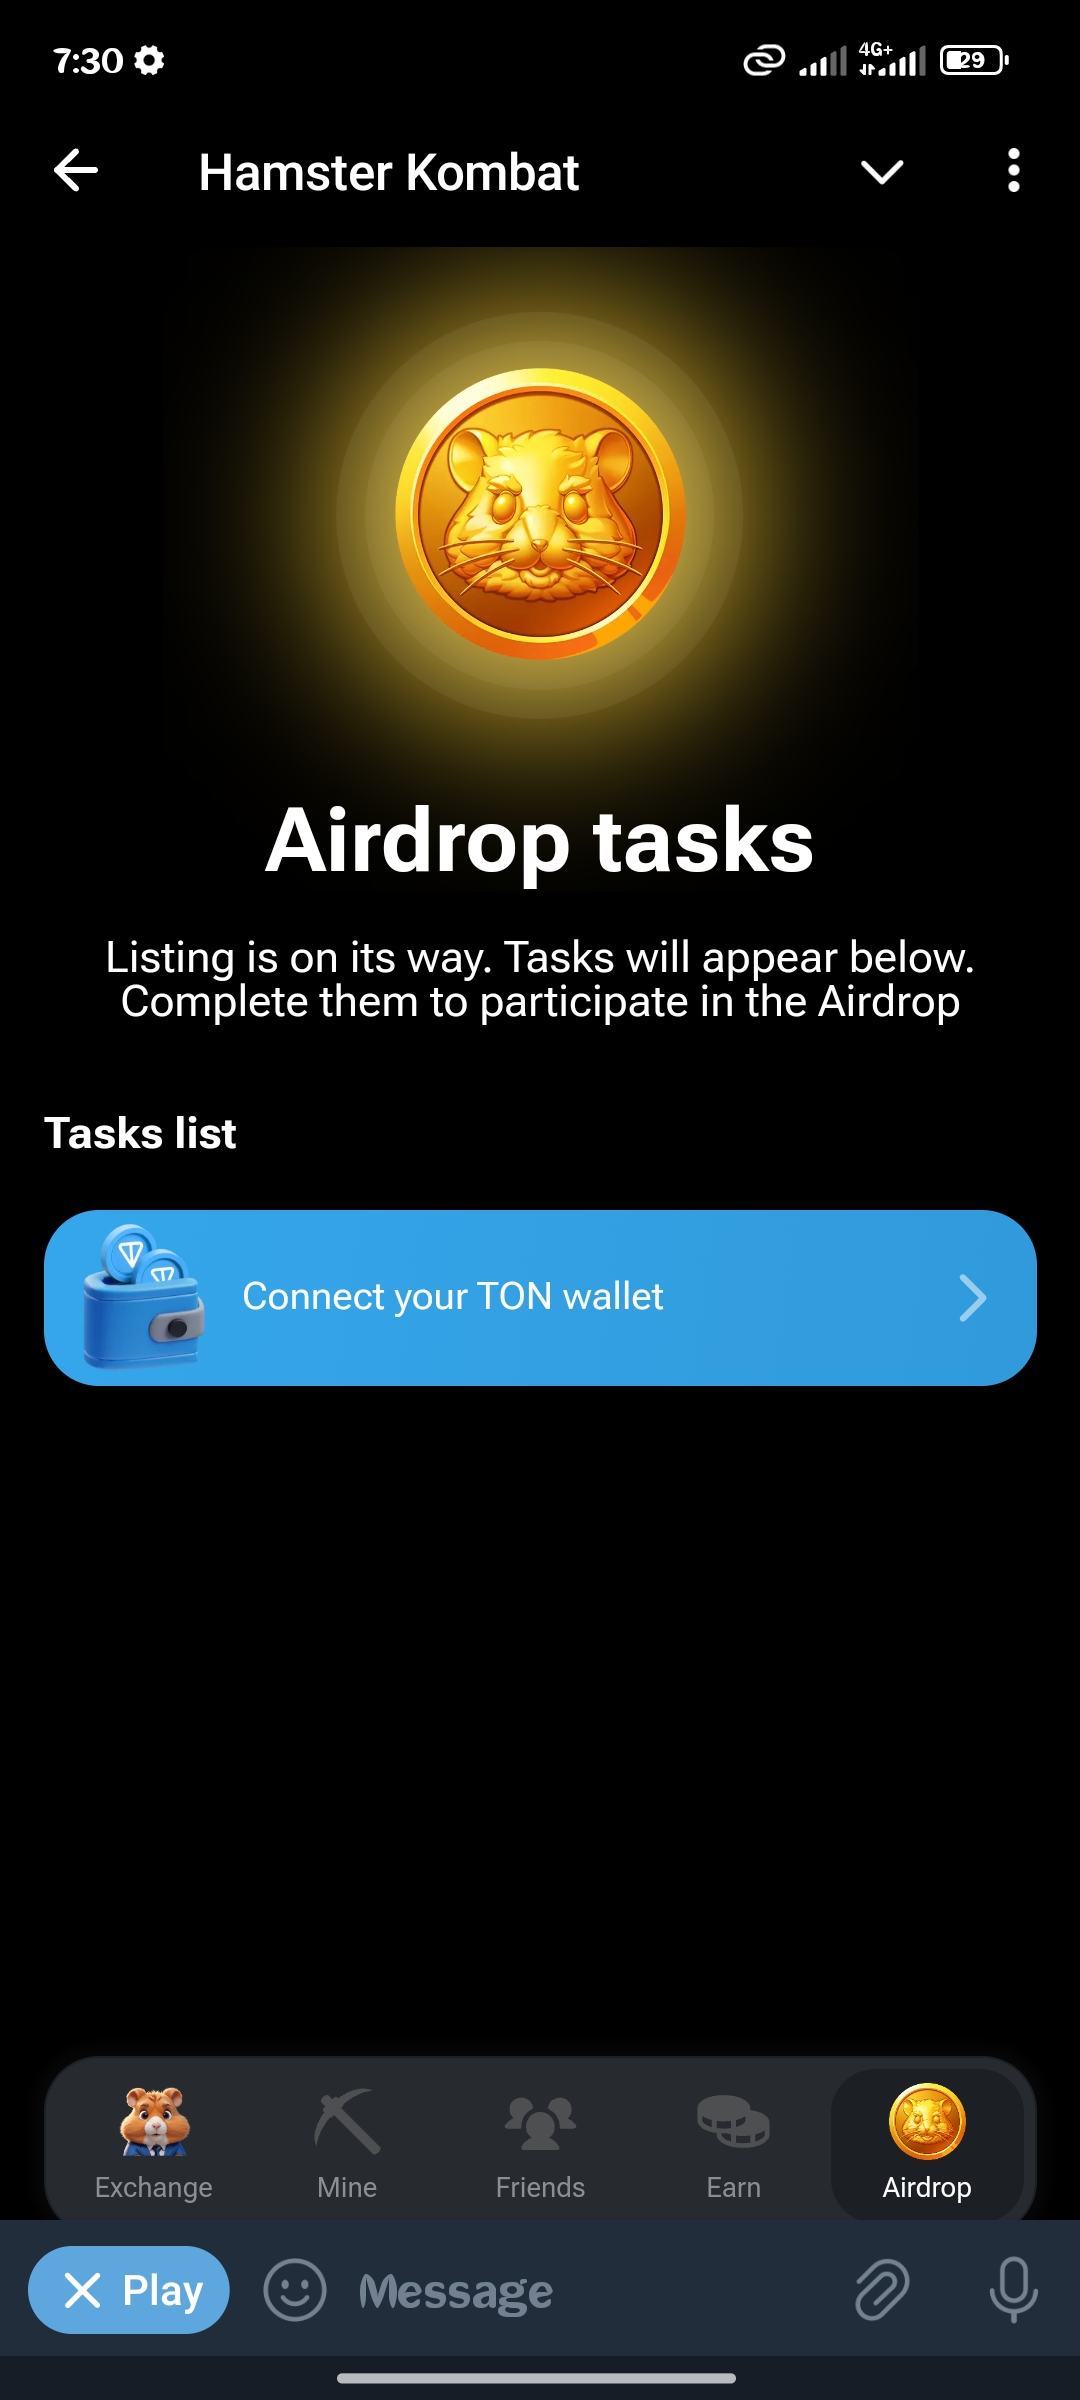 7:30
4G+
29
Hamster Kombat
Airdrop tasks
Listing is on its way. Tasks will appear below.
Complete them to participate in the Airdrop
Tasks list
Connect your TON wallet
Exchange
Mine
Friends
Earn
Airdrop
Play
Message